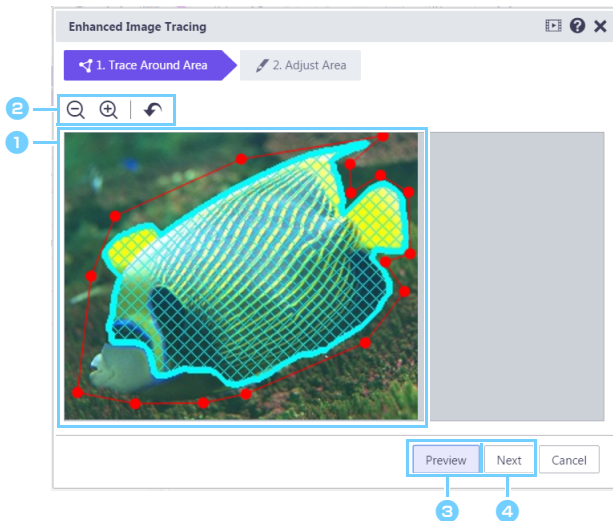 Enhanced Image Tracing
1. Trace Around Area
2. Adjust Area
2
1
Preview
Next
Cancel
3
4